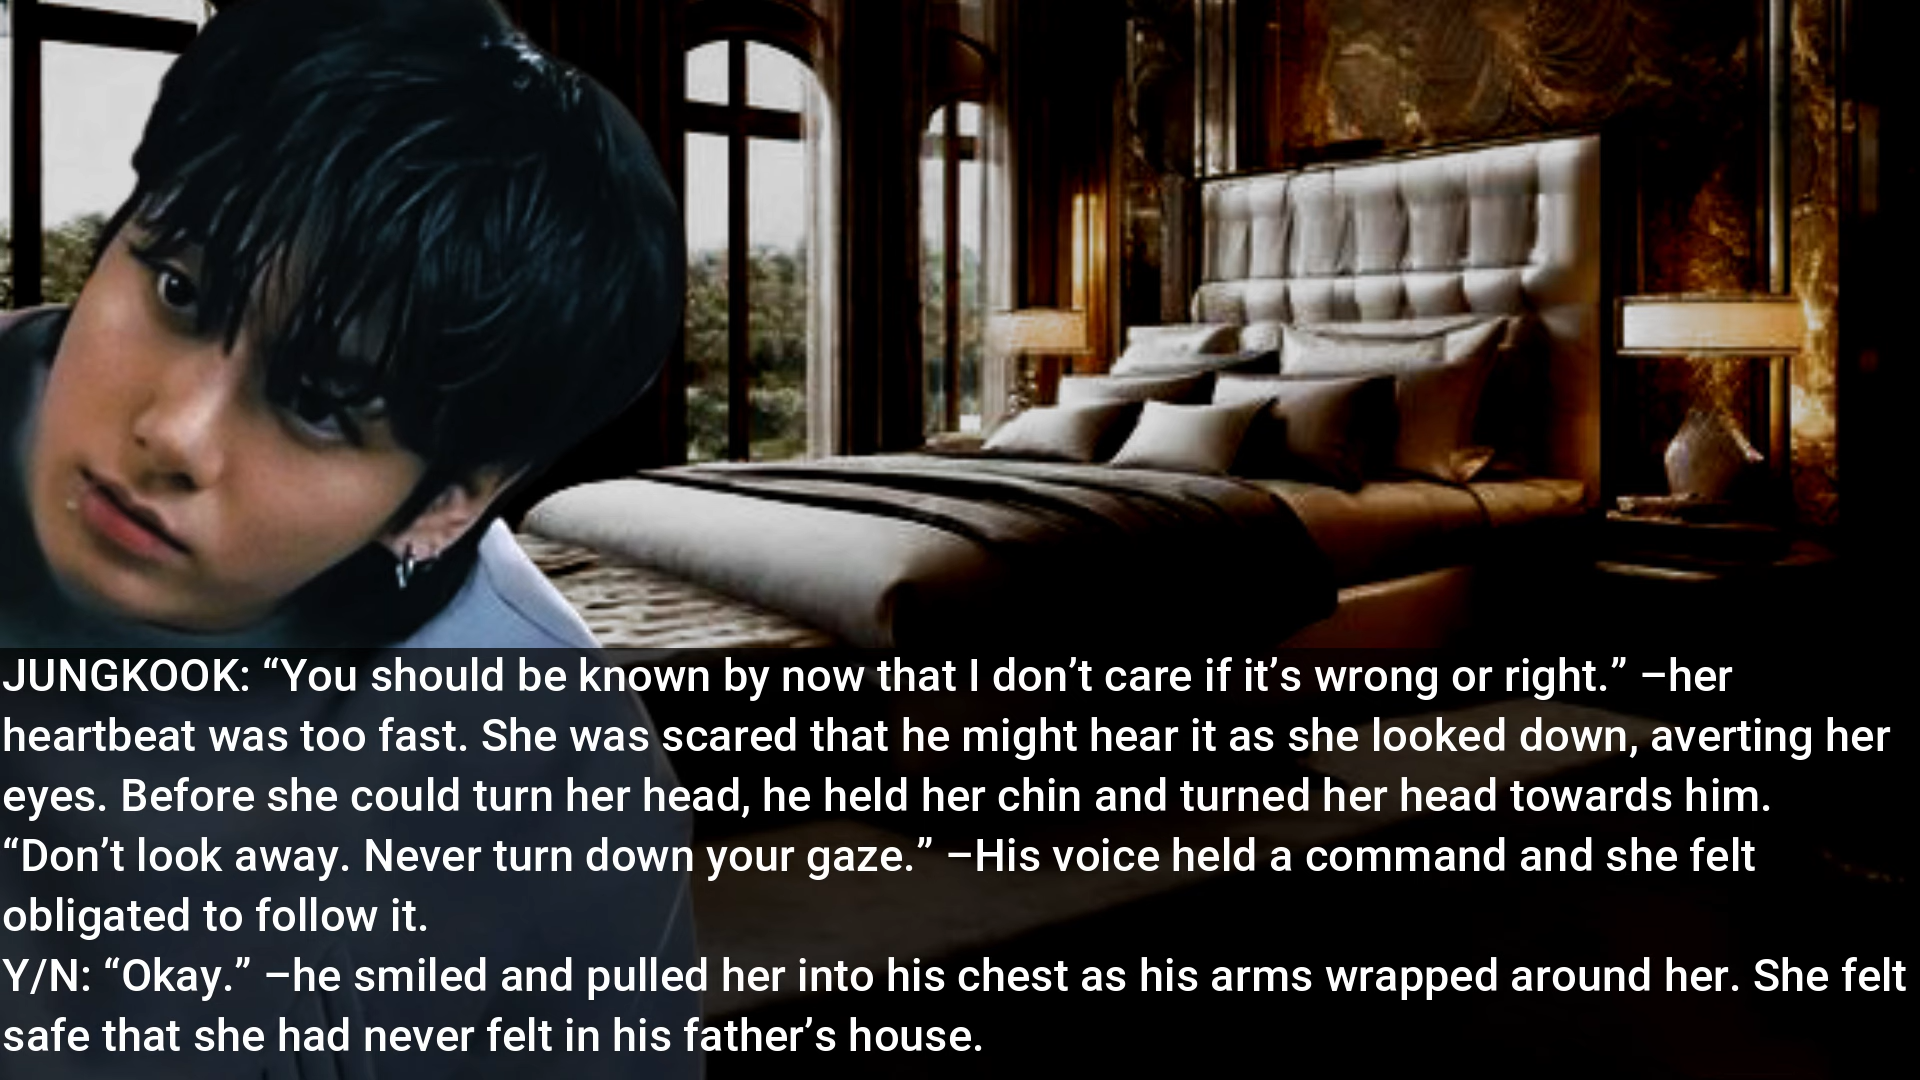 JUNGKOOK: “You should be known by now that I don’t care if it’s wrong or right.” –her
heartbeat was too fast. She was scared that he might hear it as she looked down, averting her
eyes. Before she could turn her head, he held her chin and turned her head towards him.
“Don’t look away. Never turn down your gaze.” –His voice held a command and she felt
obligated to follow it.
Y/N: “Okay.” –he smiled and pulled her into his chest as his arms wrapped around her. She felt
safe that she had never felt in his father’s house.